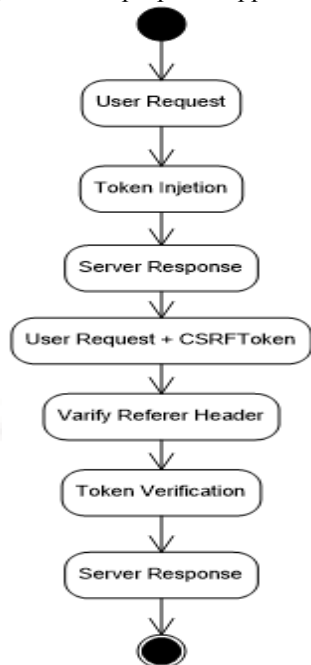 User Request
Token Injetion
Server Response
User Request + CSRFToken
Varify Referer Header
Token Verification
Server Response